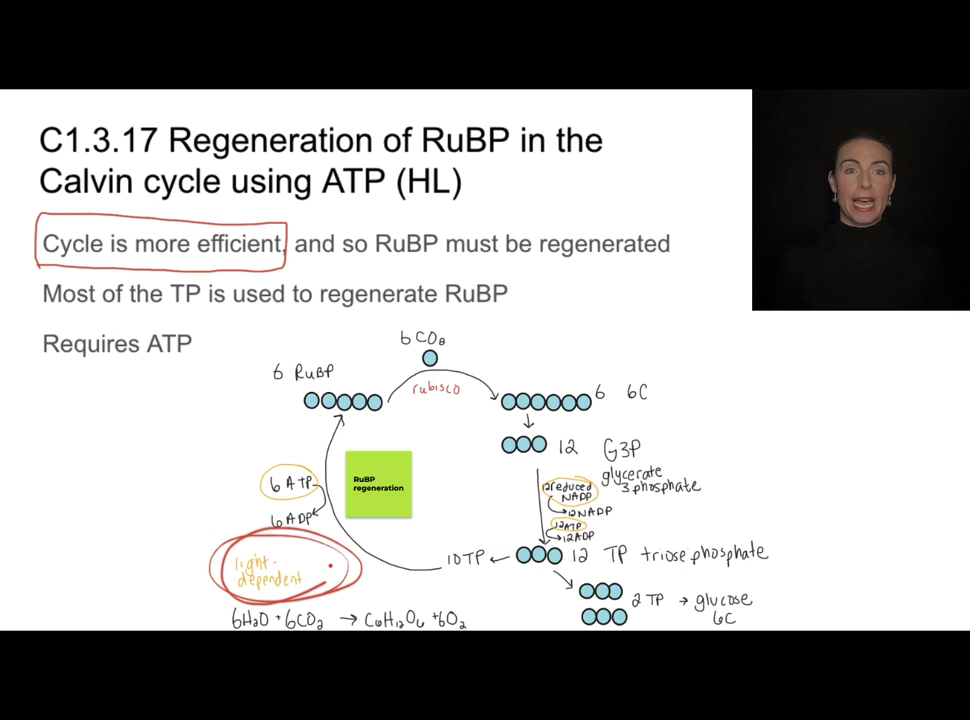 C1.3.17 Regeneration of RuBP in the
Calvin cycle using ATP (HL)
Cycle is more efficient, and so RuBP must be regenerated
Most of the TP is used to regenerate RuBP
Requires ATP
6 CO₂
6 RuBP
rubisco
6 6C
12 G3P
glycerate
3 phosphate
RuBP
regeneration
6 ATP
6 ADP
12 reduced
NADP
12 NADP
12 ATP
12 ADP
10 TP
12 TP triose phosphate
light-
dependent
2 TP → glucose
6C
6H₂O + 6CO₂ → C₆H₁₂O₆ + 6O₂